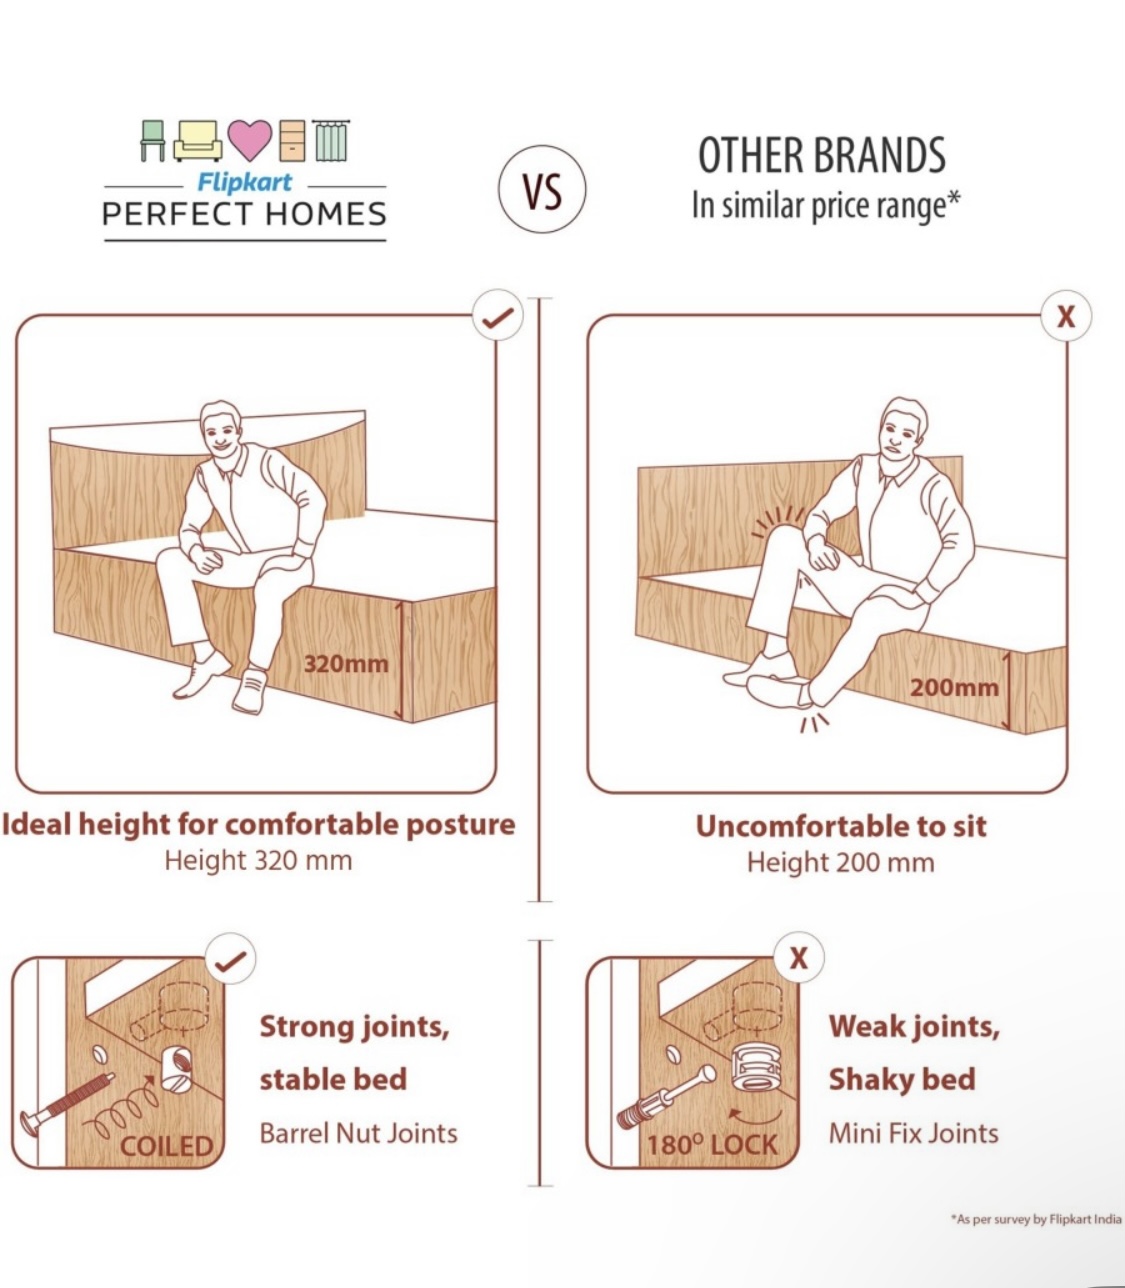 Flipkart
PERFECT HOMES
VS
OTHER BRANDS
In similar price range*
X
320mm
200mm
Ideal height for comfortable posture
Height 320 mm
Uncomfortable to sit
Height 200 mm
COILED
Strong joints,
stable bed
Barrel Nut Joints
X
180⁰ LOCK
Weak joints,
Shaky bed
Mini Fix Joints
*As per survey by Flipkart India